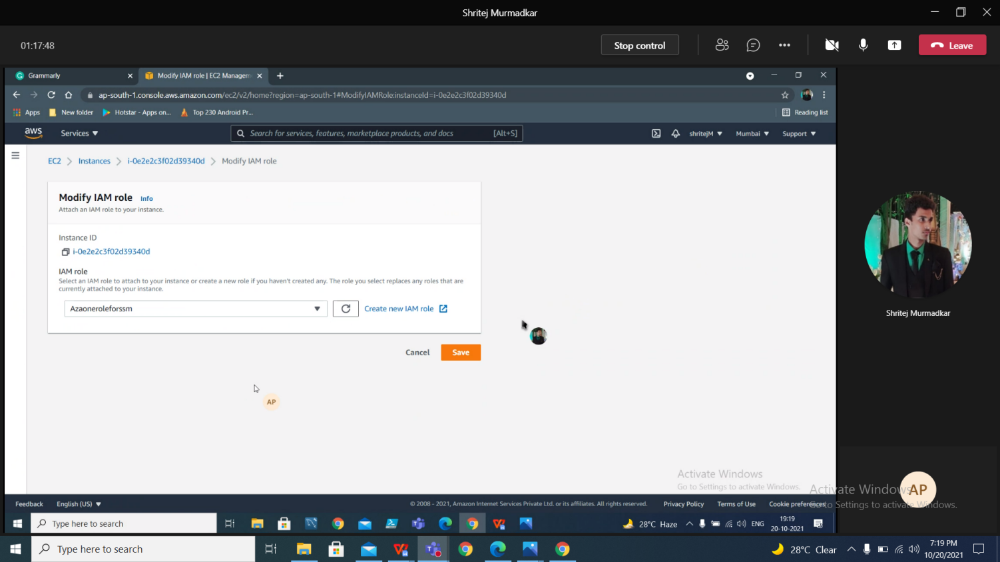 Shritej Murmadkar
01:17:48
Stop control
Leave
Grammarly
Modify IAM role | EC2 Managem
ap-south-1.console.aws.amazon.com/ec2/v2/home?region=ap-south-1#ModifyIAMRole:instanceId=i-0e2e2c3f02d39340d
Apps
New folder
Hotstar - Apps on...
Top 230 Android Pr...
Reading list
aws
Services
Search for services, features, marketplace products, and docs
[Alt+S]
shritejM
Mumbai
Support
EC2
Instances
i-0e2e2c3f02d39340d
Modify IAM role
Modify IAM role Info
Attach an IAM role to your instance.
Instance ID
i-0e2e2c3f02d39340d
IAM role
Select an IAM role to attach to your instance or create a new role if you haven't created any. The role you select replaces any roles that are
currently attached to your instance.
Azaoneroleforssm
Create new IAM role
Cancel
Save
AP
Shritej Murmadkar
Activate Windows
Go to Settings to activate Windows.
Activate Windows
AP
Go to Settings to activate Windows.
Feedback
English (US)
© 2008 - 2021, Amazon Internet Services Private Ltd. or its affiliates. All rights reserved.
Privacy Policy
Terms of Use
Cookie preferences
Type here to search
28°C Haze
ENG
19:19
20-10-2021
Type here to search
28°C Clear
7:19 PM
10/20/2021